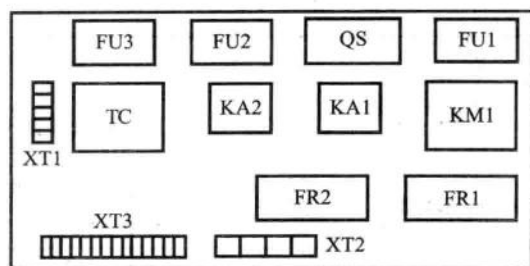 FU3 FU2 QS FU1
TC KA2 KA1 KM1
XT1
FR2 FR1
XT3
XT2